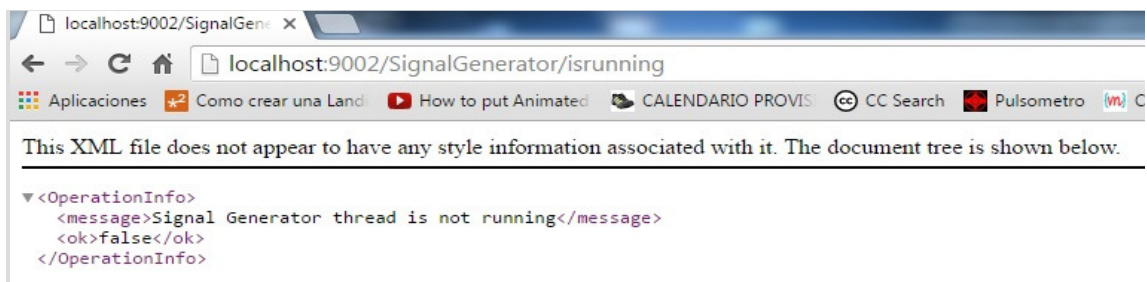 localhost:9002/SignalGene
localhost:9002/SignalGenerator/isrunning
Aplicaciones Como crear una Land How to put Animated CALENDARIO PROVIS CC Search Pulsometro C
This XML file does not appear to have any style information associated with it. The document tree is shown below.
▼<OperationInfo>
<message>Signal Generator thread is not running</message>
<ok>false</ok>
</OperationInfo>